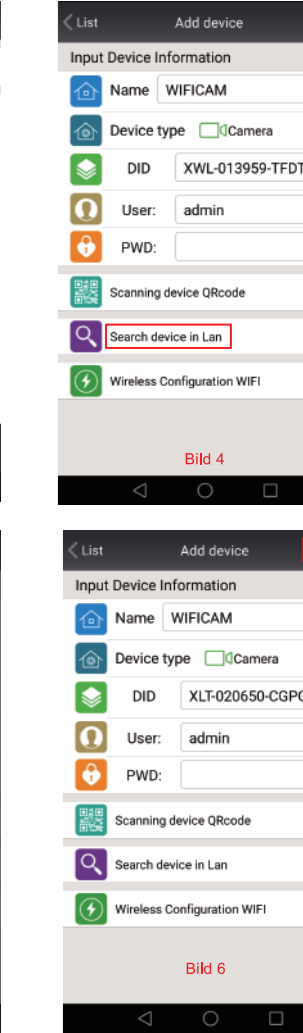 List Add device
Input Device Information
Name WIFICAM
Device type Camera
DID XWL-013959-TFDT
User: admin
PWD:
Scanning device QRcode
Search device in Lan
Wireless Configuration WIFI
Bild 4
List Add device
Input Device Information
Name WIFICAM
Device type Camera
DID XLT-020650-CGPG
User: admin
PWD:
Scanning device QRcode
Search device in Lan
Wireless Configuration WIFI
Bild 6